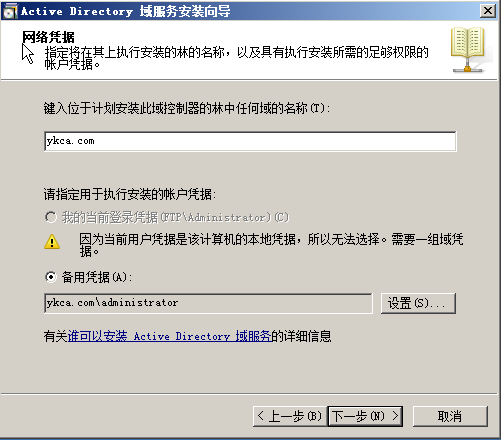 Active Directory 域服务安装向导
网络凭据
指定将在其上执行安装的林的名称，以及具有执行安装所需的足够权限的
帐户凭据。
键入位于计划安装此域控制器的林中任何域的名称(T):
ykca.com
请指定用于执行安装的帐户凭据:
我的当前登录凭据(FTP\Administrator)(C)
因为当前用户凭据是该计算机的本地凭据，所以无法选择。需要一组域凭
据。
备用凭据(A):
ykca.com\administrator
设置(S)...
有关谁可以安装 Active Directory 域服务的详细信息
< 上一步(B) 下一步(N) > 取消